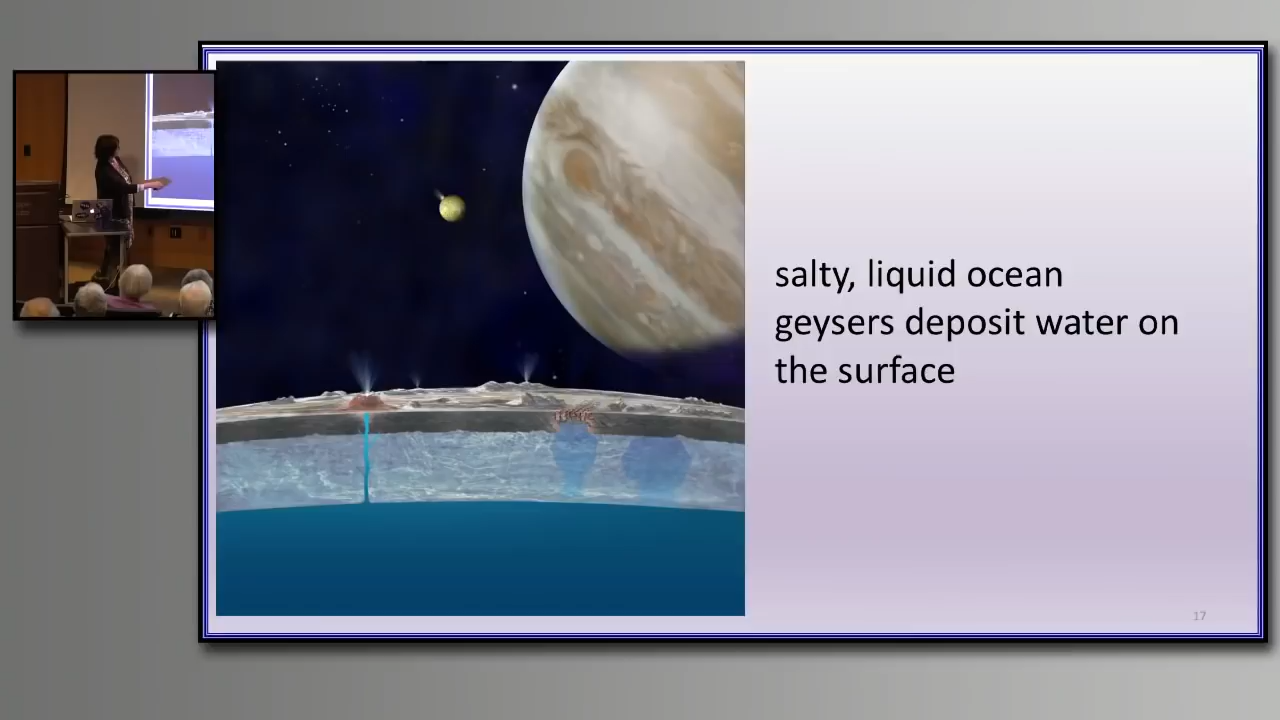 salty, liquid ocean
geysers deposit water on
the surface
17